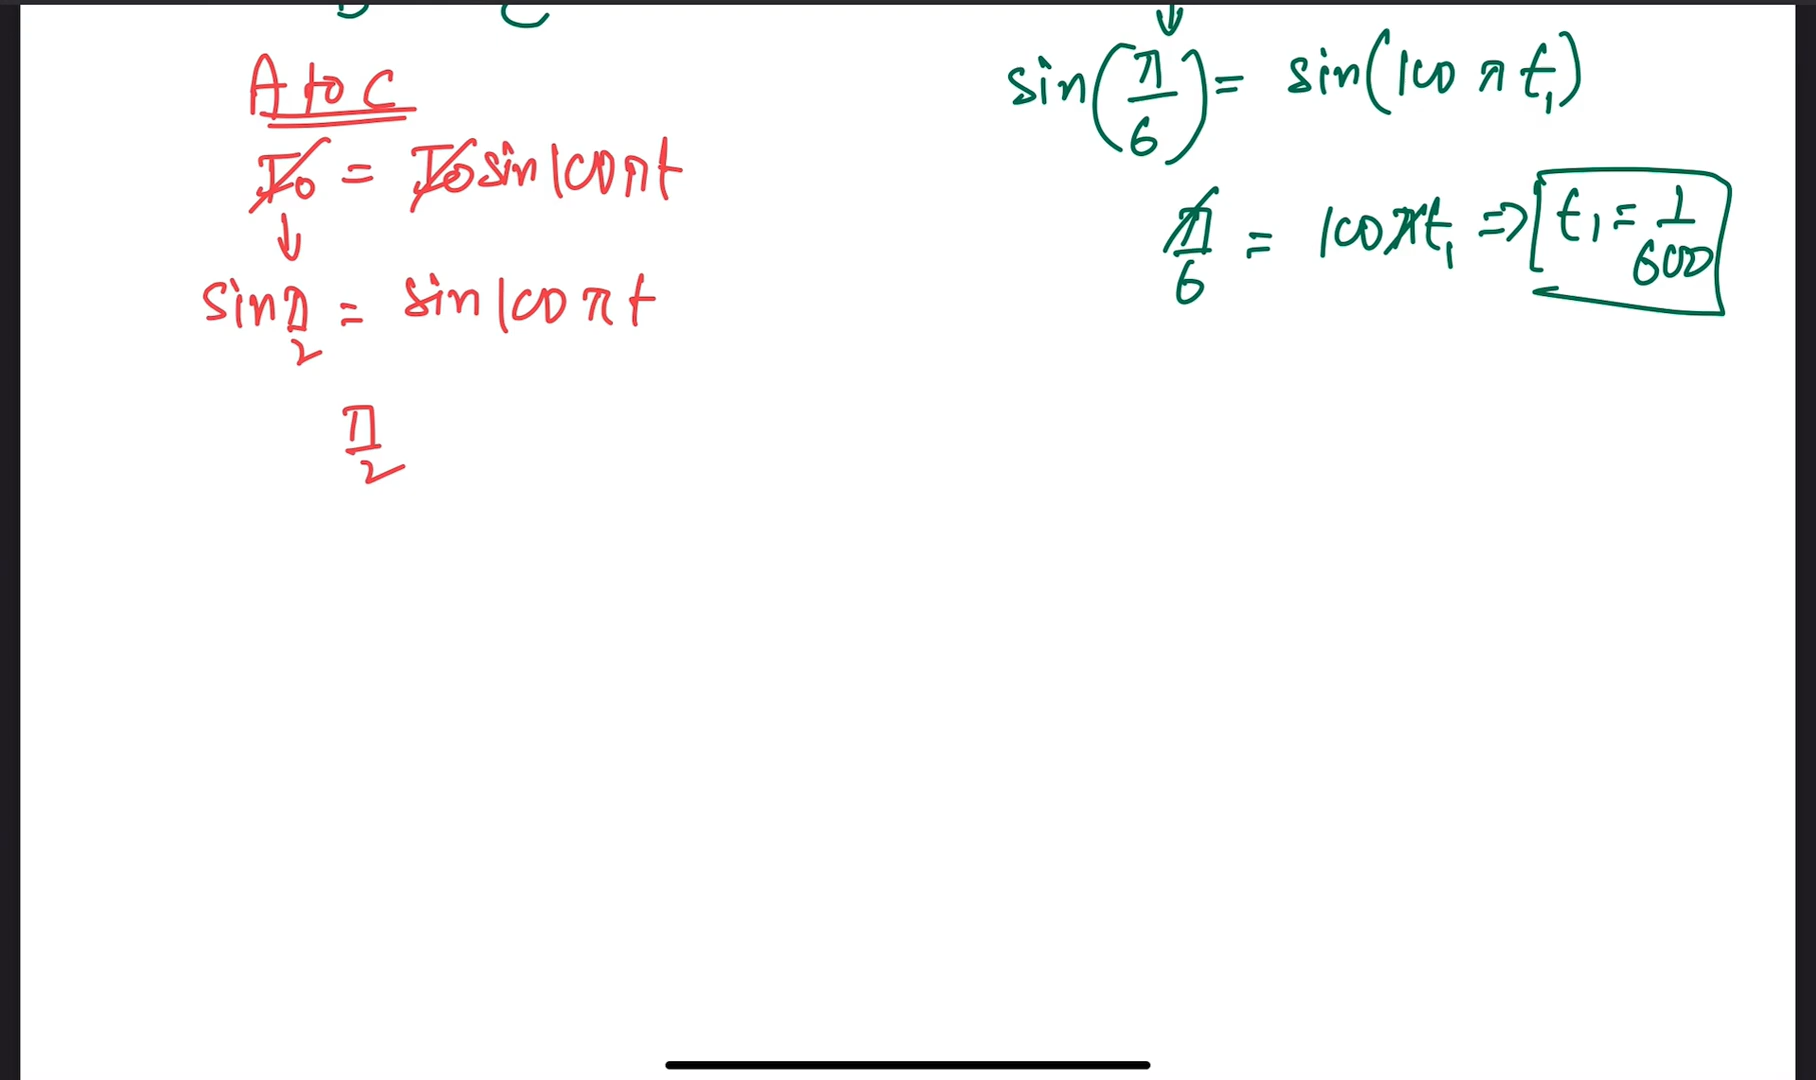 A to C
I₀ = I₀ sin 100πt
↓
sin π/2 = sin 100πt
π/2
↓
sin(π/6) = sin(100πt₁)
π/6 = 100πt₁ ⇒ t₁ = 1/600